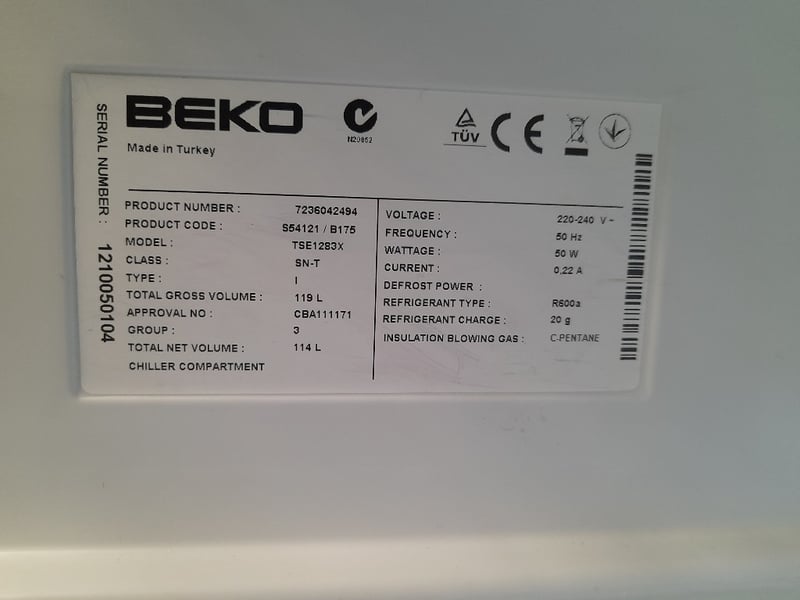 BEKO
N20852
Made in Turkey
TÜV
CE
SERIAL NUMBER : 1210050104
PRODUCT NUMBER : 7236042494
PRODUCT CODE : S54121 / B175
MODEL : TSE1283X
CLASS : SN-T
TYPE : I
TOTAL GROSS VOLUME : 119 L
APPROVAL NO : CBA111171
GROUP : 3
TOTAL NET VOLUME : 114 L
CHILLER COMPARTMENT
VOLTAGE : 220-240 V ~
FREQUENCY : 50 Hz
WATTAGE : 50 W
CURRENT : 0,22 A
DEFROST POWER :
REFRIGERANT TYPE : R600a
REFRIGERANT CHARGE : 20 g
INSULATION BLOWING GAS : C-PENTANE